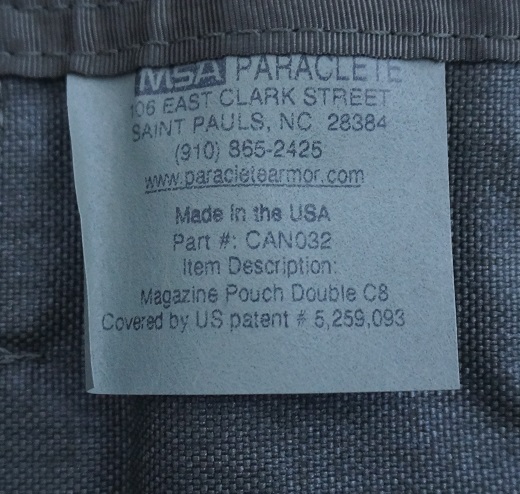 MSA PARACLETE
106 EAST CLARK STREET
SAINT PAULS, NC 28384
(910) 865-2425
www.paracletearmor.com
Made in the USA
Part #: CAN032
Item Description:
Magazine Pouch Double C8
Covered by US patent # 5,259,093